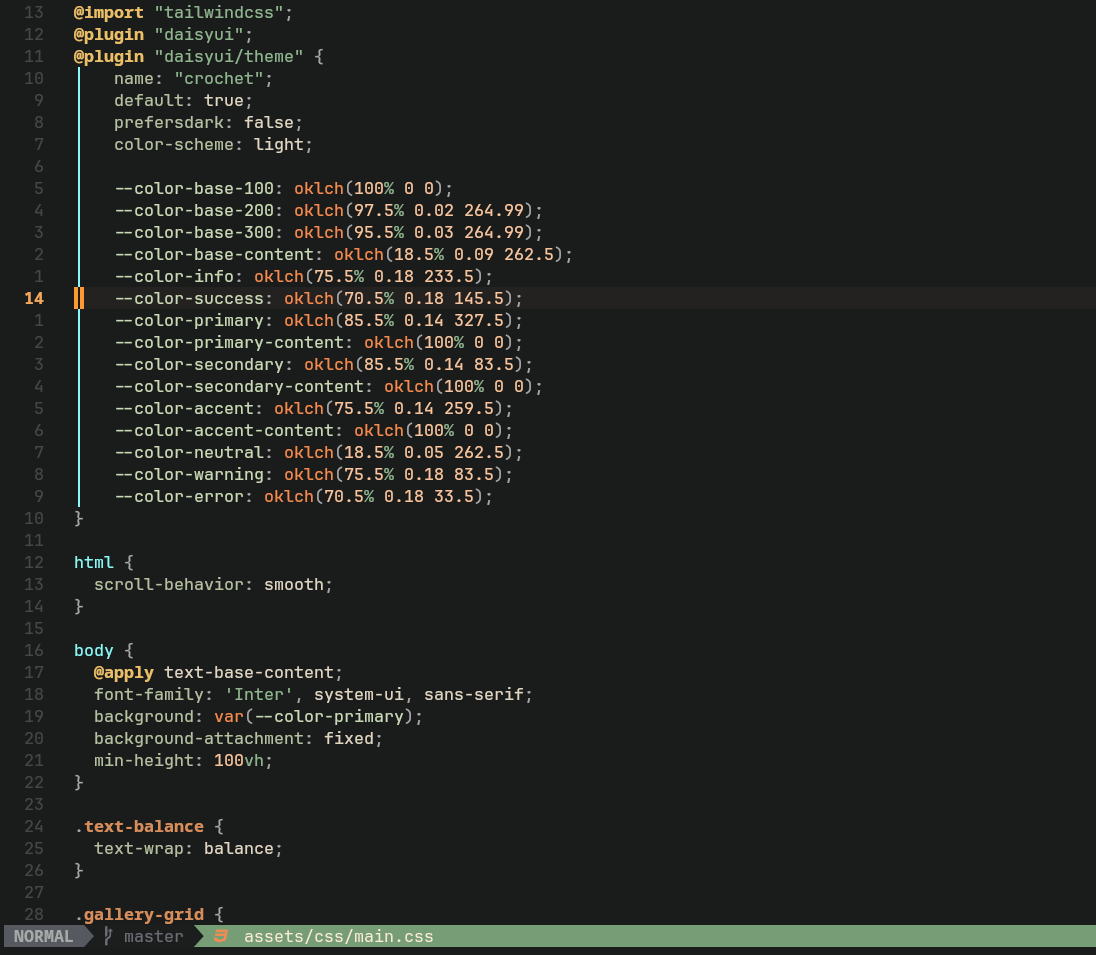 13 @import "tailwindcss";
12 @plugin "daisyui";
11 @plugin "daisyui/theme" {
10 name: "crochet";
9 default: true;
8 prefersdark: false;
7 color-scheme: light;
6
5 --color-base-100: oklch(100% 0 0);
4 --color-base-200: oklch(97.5% 0.02 264.99);
3 --color-base-300: oklch(95.5% 0.03 264.99);
2 --color-base-content: oklch(18.5% 0.09 262.5);
1 --color-info: oklch(75.5% 0.18 233.5);
14 --color-success: oklch(70.5% 0.18 145.5);
1 --color-primary: oklch(85.5% 0.14 327.5);
2 --color-primary-content: oklch(100% 0 0);
3 --color-secondary: oklch(85.5% 0.14 83.5);
4 --color-secondary-content: oklch(100% 0 0);
5 --color-accent: oklch(75.5% 0.14 259.5);
6 --color-accent-content: oklch(100% 0 0);
7 --color-neutral: oklch(18.5% 0.05 262.5);
8 --color-warning: oklch(75.5% 0.18 83.5);
9 --color-error: oklch(70.5% 0.18 33.5);
10 }
11
12 html {
13 scroll-behavior: smooth;
14 }
15
16 body {
17 @apply text-base-content;
18 font-family: 'Inter', system-ui, sans-serif;
19 background: var(--color-primary);
20 background-attachment: fixed;
21 min-height: 100vh;
22 }
23
24 .text-balance {
25 text-wrap: balance;
26 }
27
28 .gallery-grid {
NORMAL master assets/css/main.css